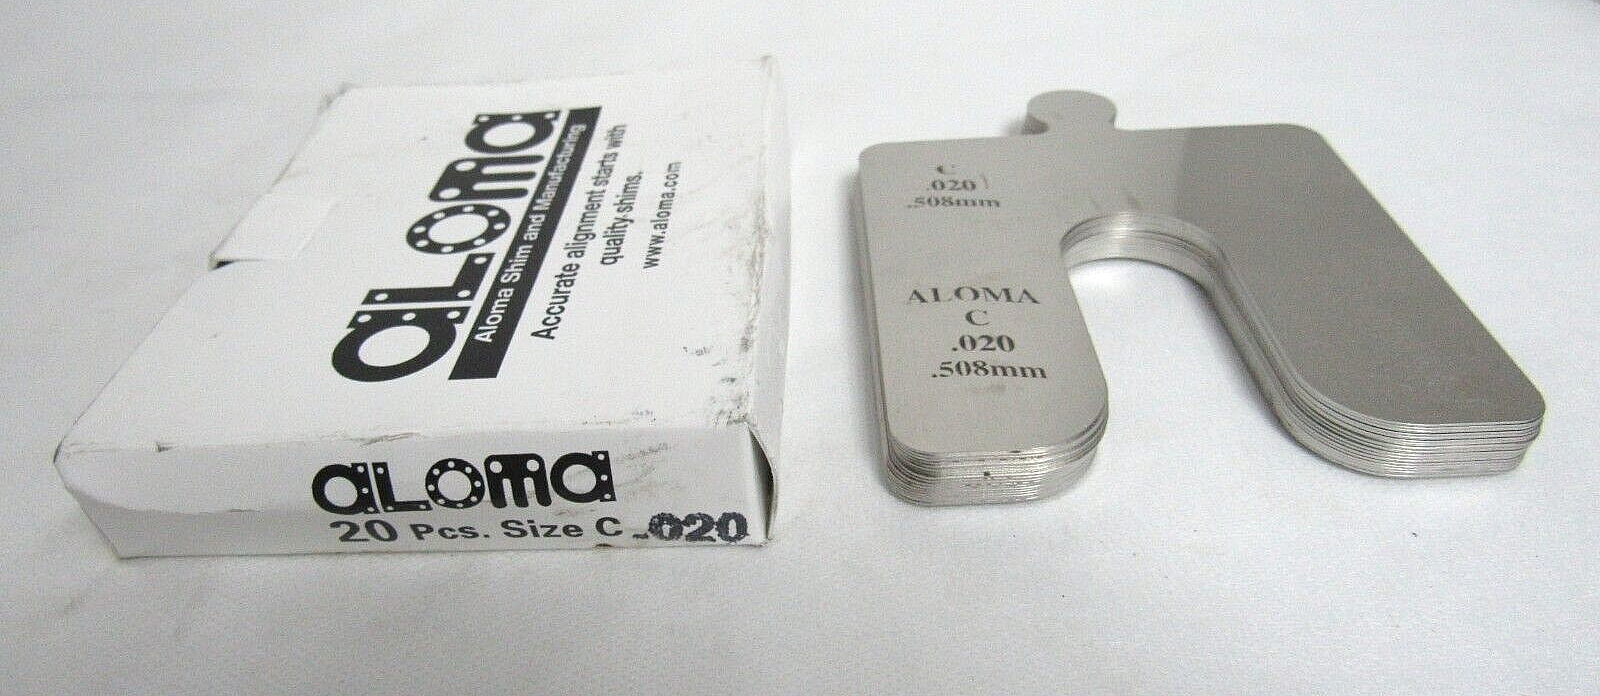 aLOMa
Aloma Shim and Manufacturing
Accurate alignment starts with
quality shims.
www.aloma.com
aLOMa
20 Pcs. Size C .020
C
.020
.508mm
ALOMA
C
.020
.508mm